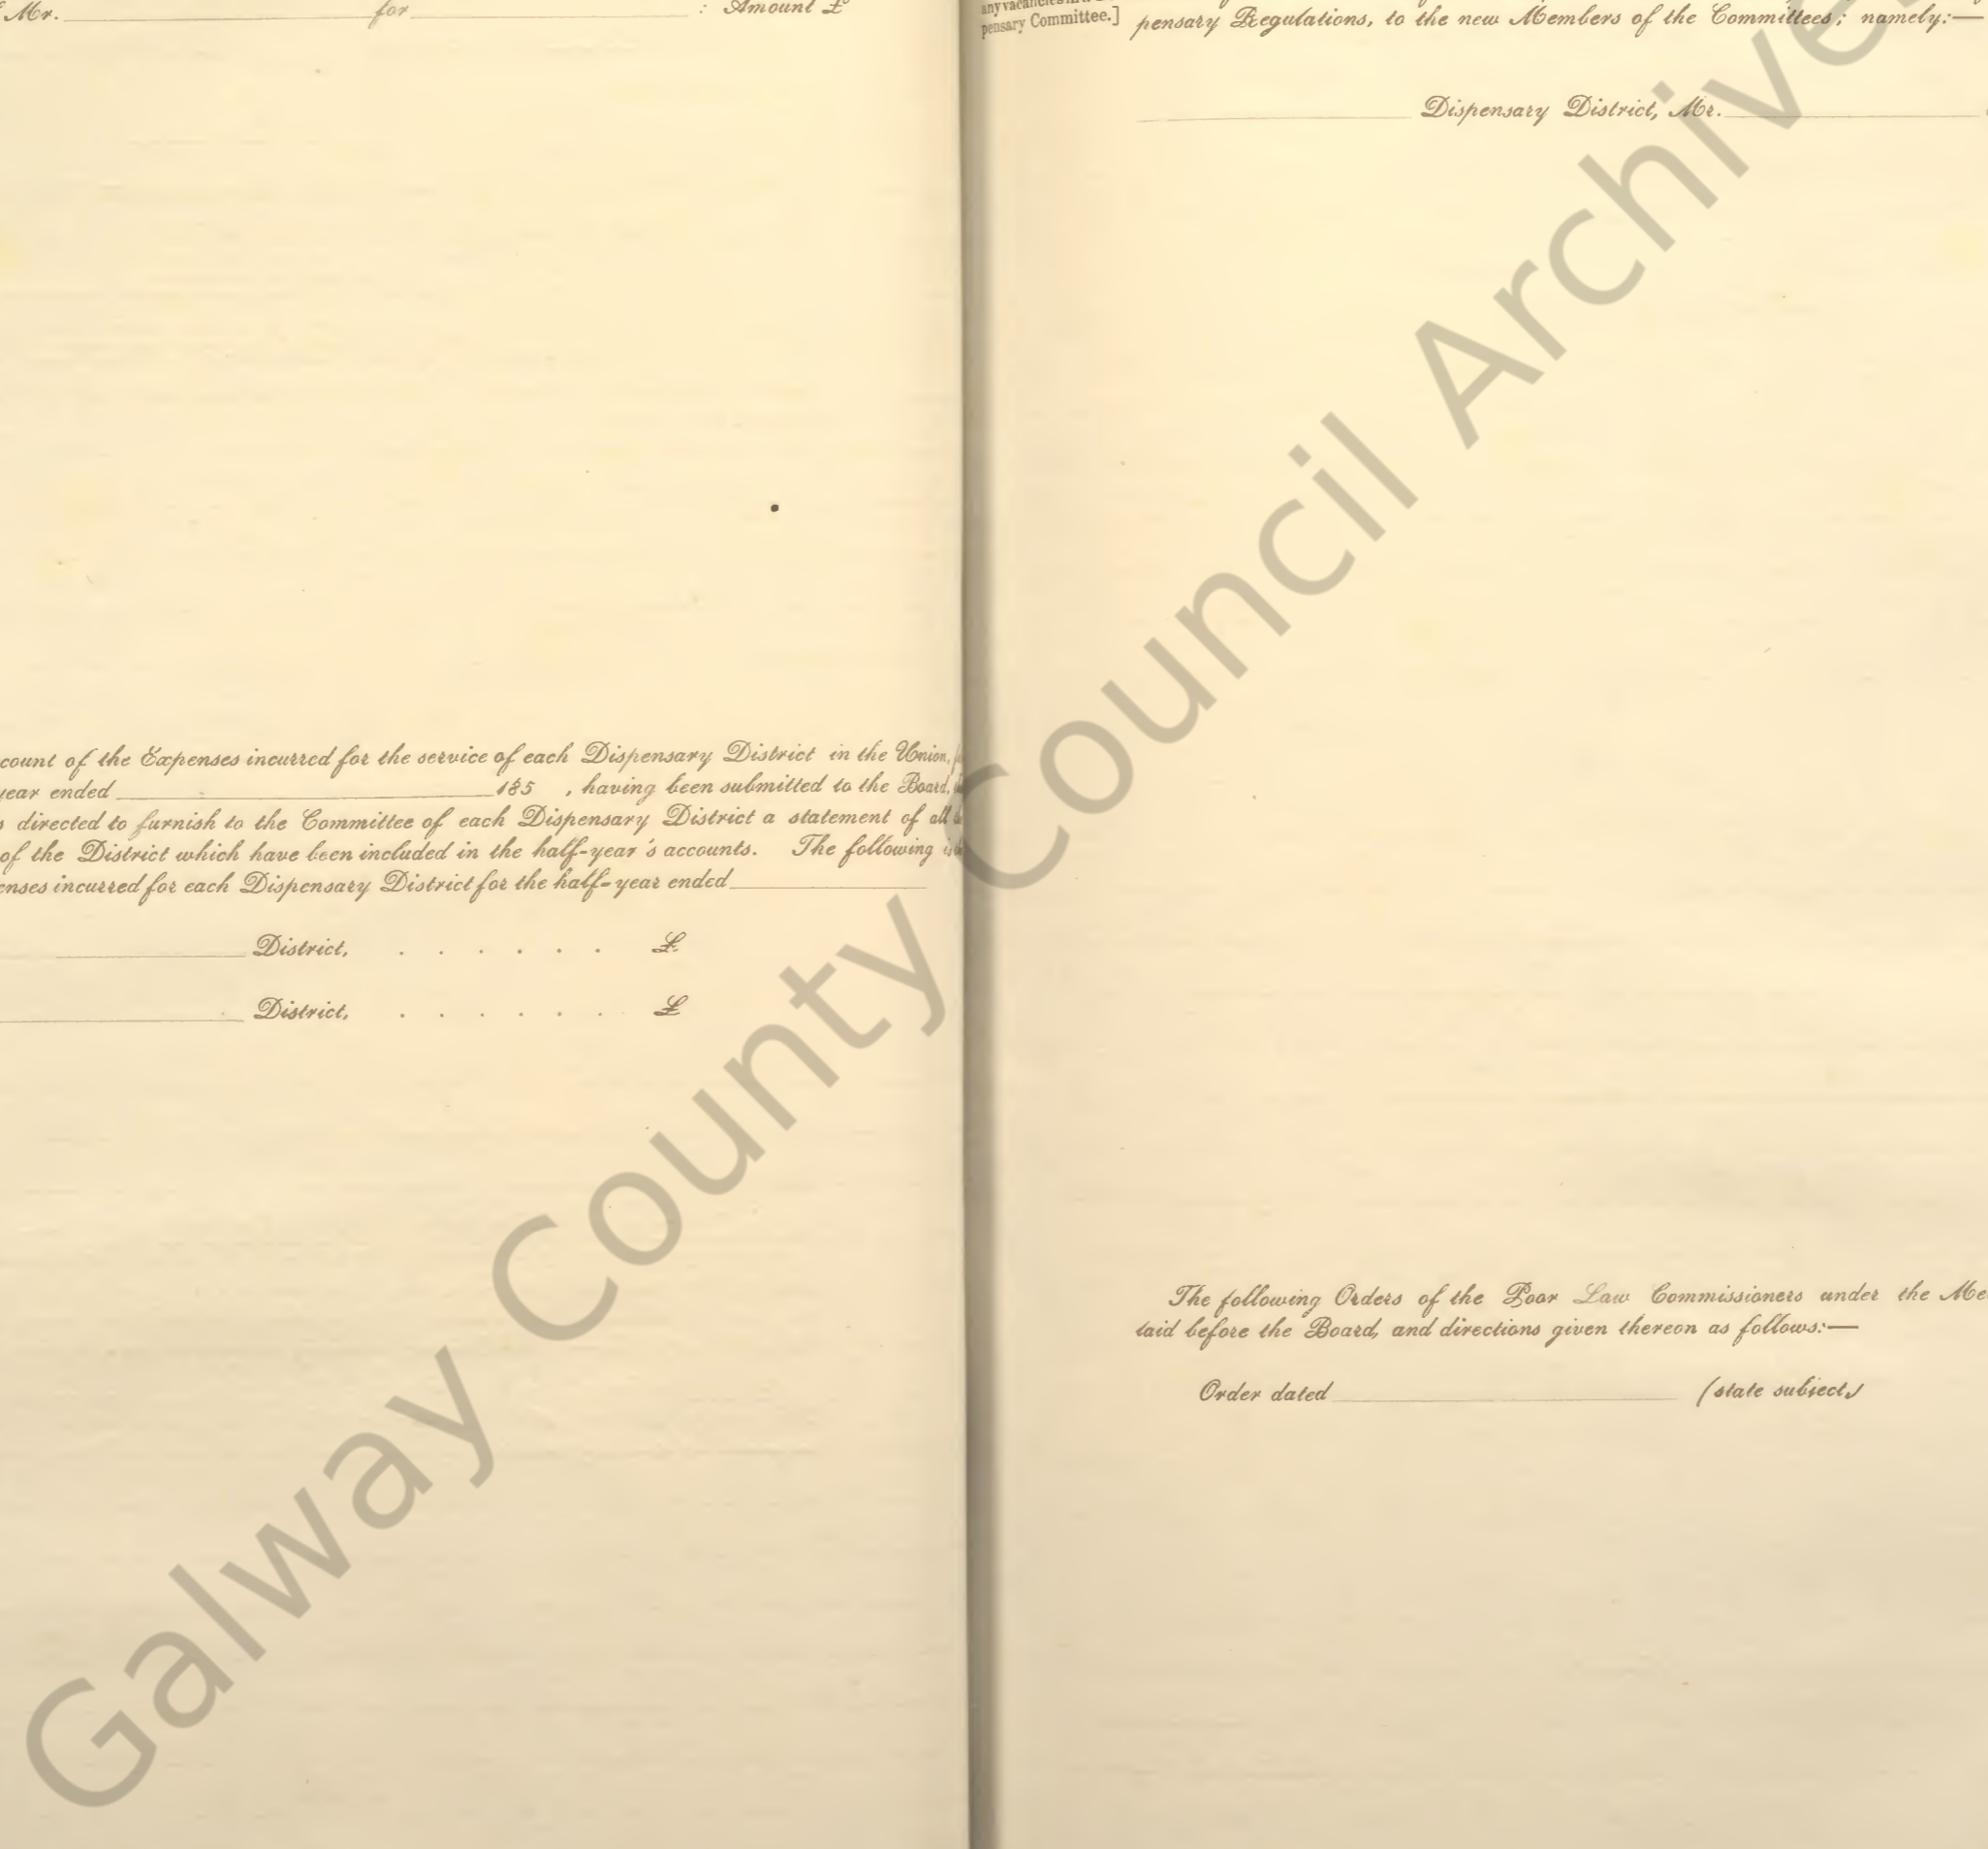 Mr. for : Amount £
count of the Expenses incurred for the service of each Dispensary District in the Union,
year ended 185 , having been submitted to the Board,
directed to furnish to the Committee of each Dispensary District a statement of all
of the District which have been included in the half-year's accounts. The following is
enses incurred for each Dispensary District for the half-year ended
District, . . . . . . £
District, . . . . . . £
any vacancies in
pensary Committee.]
pensary Regulations, to the new Members of the Committees; namely:—
Dispensary District, Mr.
The following Orders of the Poor Law Commissioners under the Me
laid before the Board, and directions given thereon as follows:—
Order dated (state subject)
Galway County Council Archive